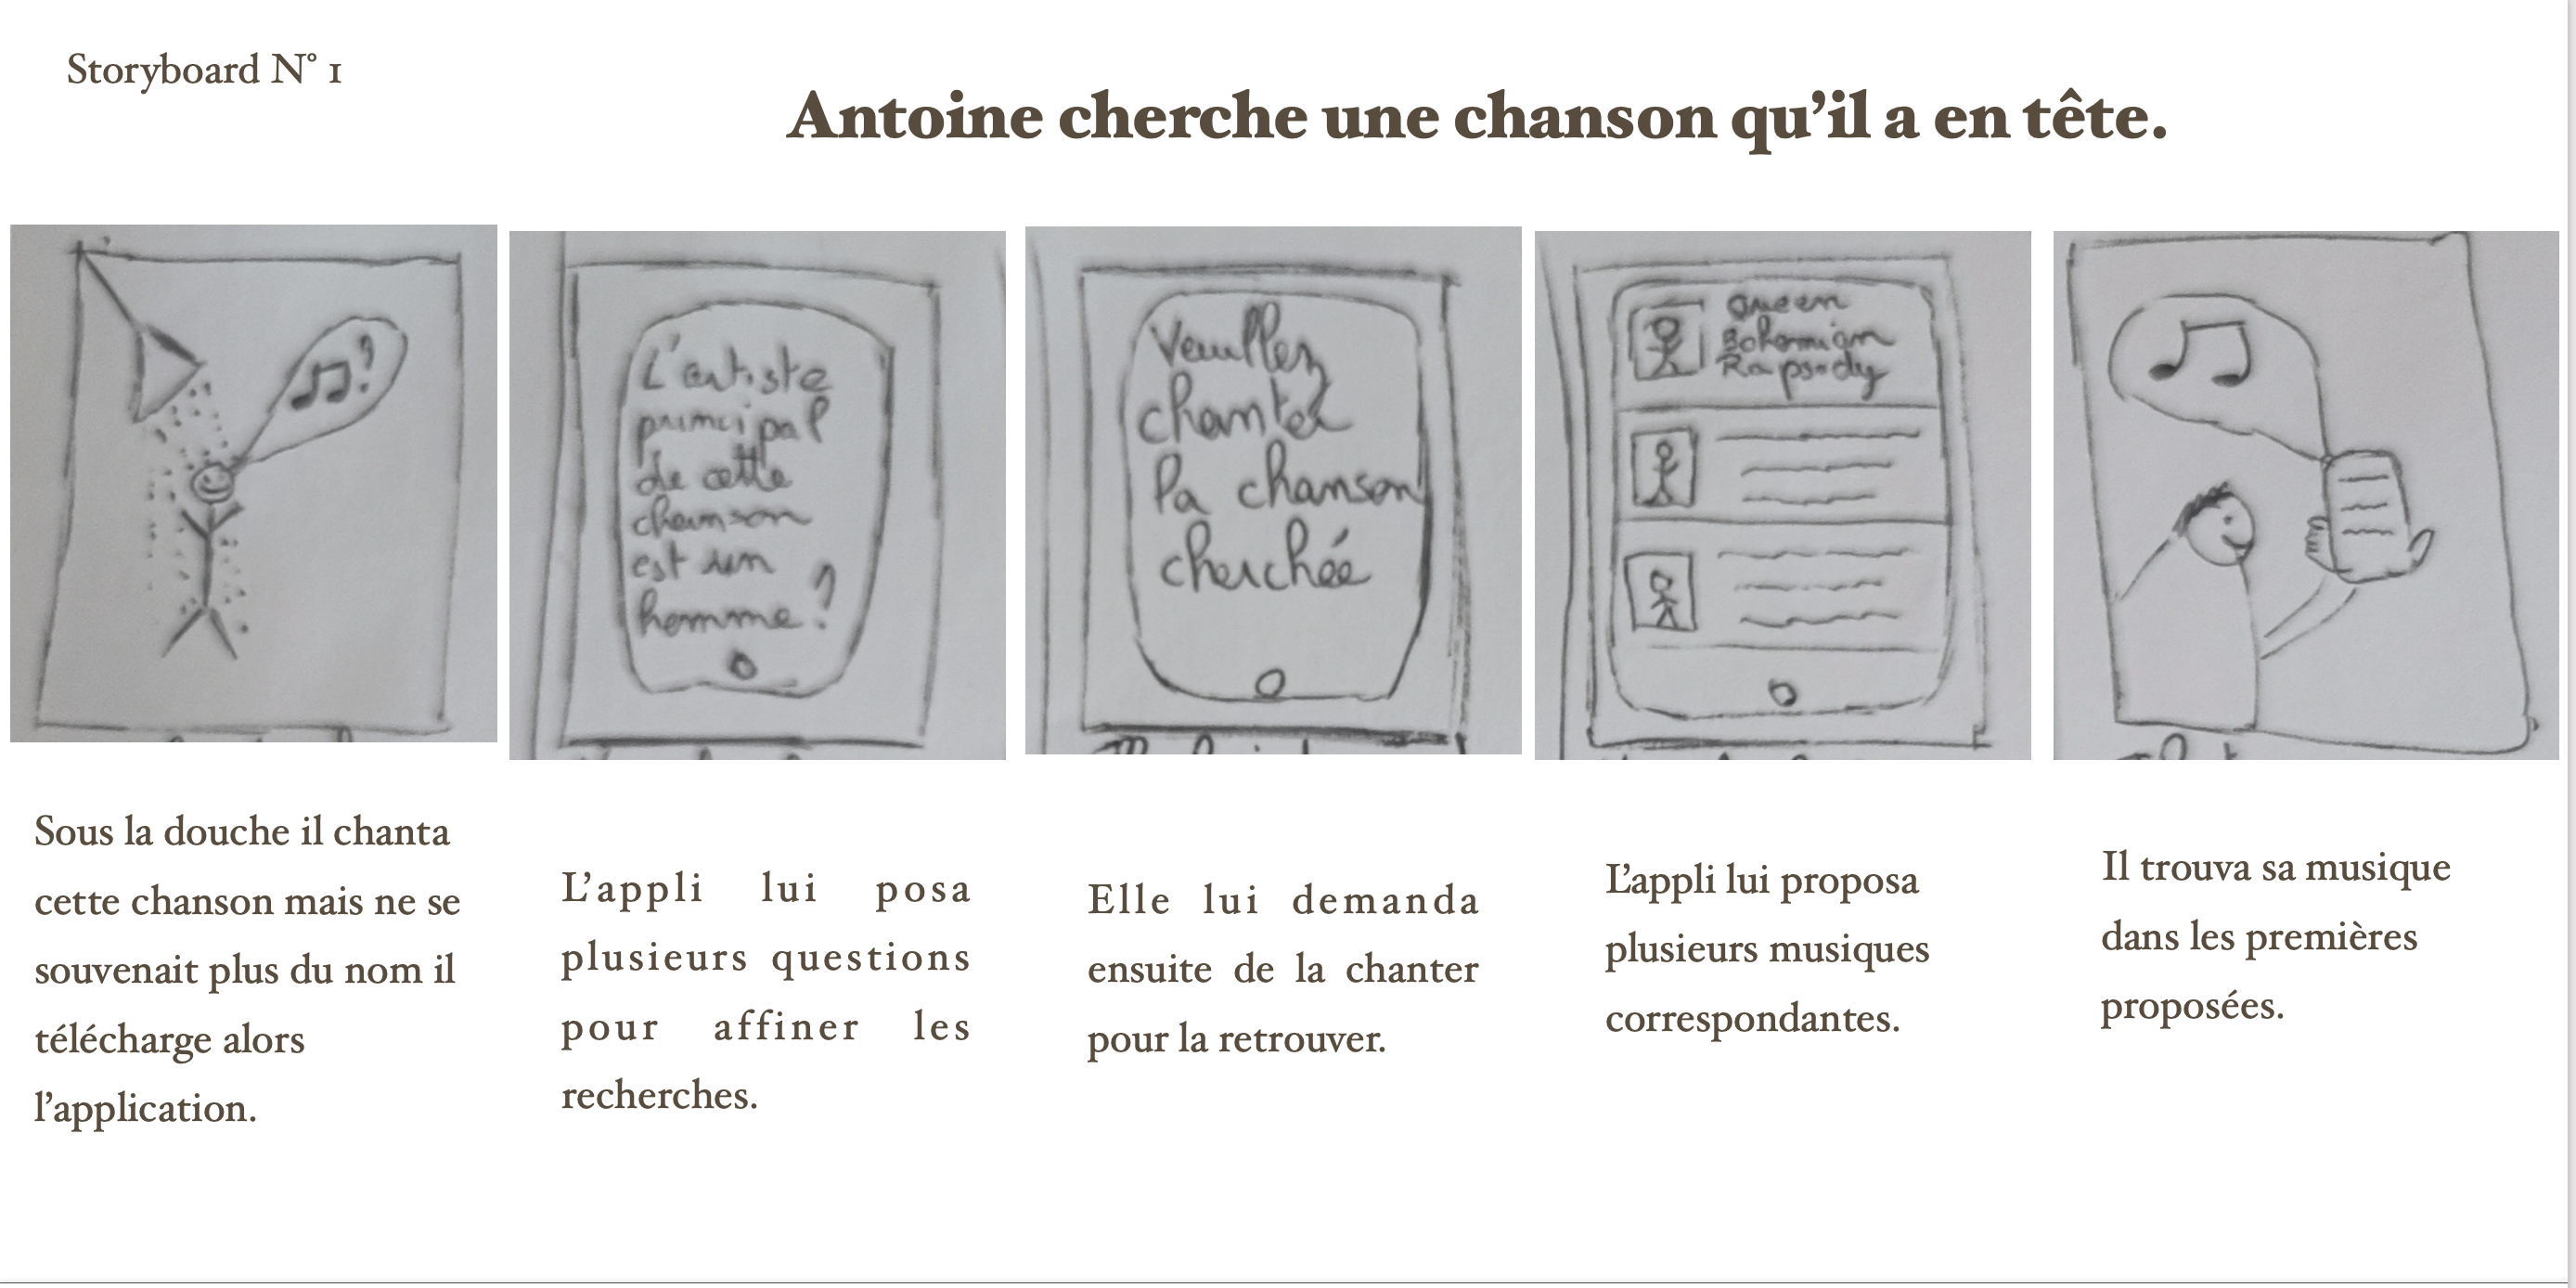 Storyboard N° 1
Antoine cherche une chanson qu’il a en tête.
L'artiste
principal
de cette
chanson
est un
homme ?
Veuillez
chanter
la chanson
cherchée
Queen
Bohemian
Rapsody
Sous la douche il chanta
cette chanson mais ne se
souvenait plus du nom il
télécharge alors
l’application.
L’appli lui posa
plusieurs questions
pour affiner les
recherches.
Elle lui demanda
ensuite de la chanter
pour la retrouver.
L’appli lui proposa
plusieurs musiques
correspondantes.
Il trouva sa musique
dans les premières
proposées.